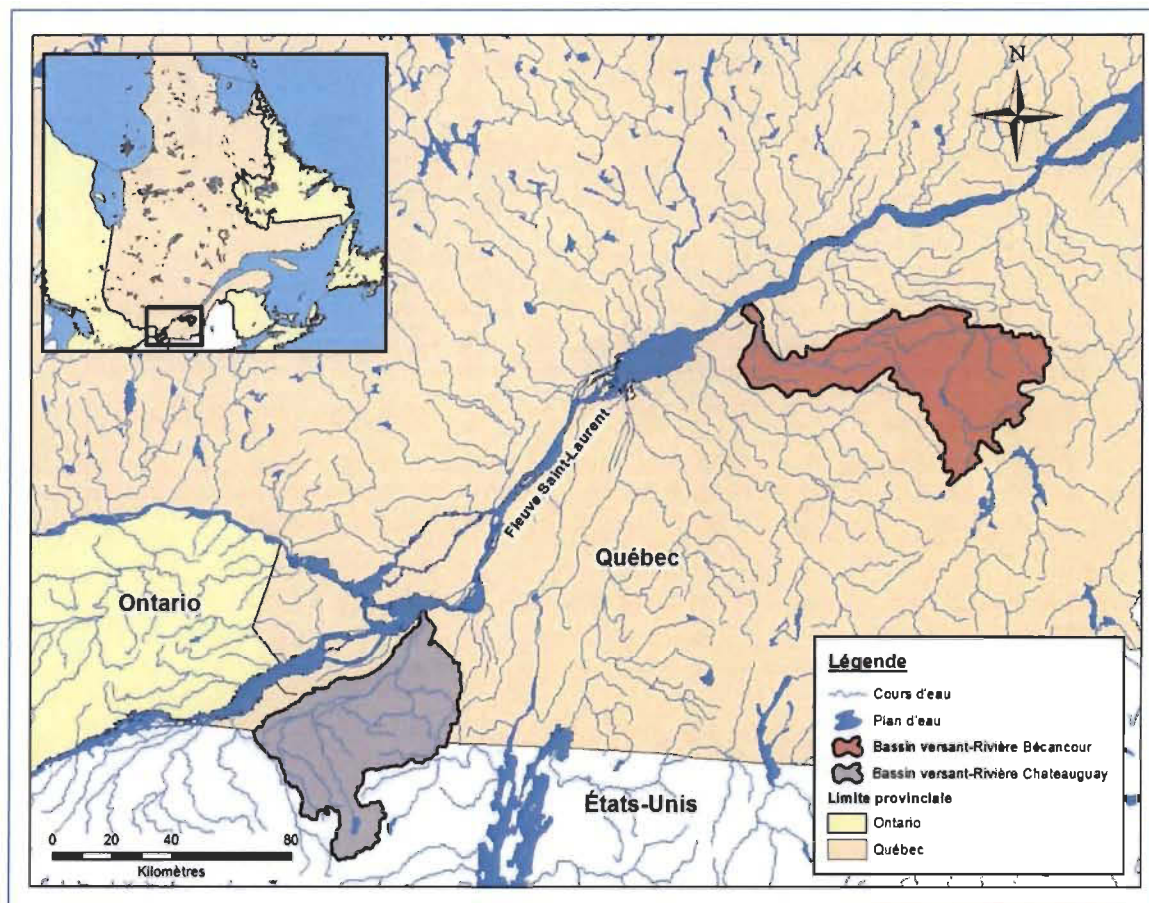 N
Fleuve Saint-Laurent
Québec
Ontario
États-Unis
0 20 40 80
Kilomètres
Légende
Cours d'eau
Plan d'eau
Bassin versant-Rivière Bécancour
Bassin versant-Rivière Chateauguay
Limite provinciale
Ontario
Québec